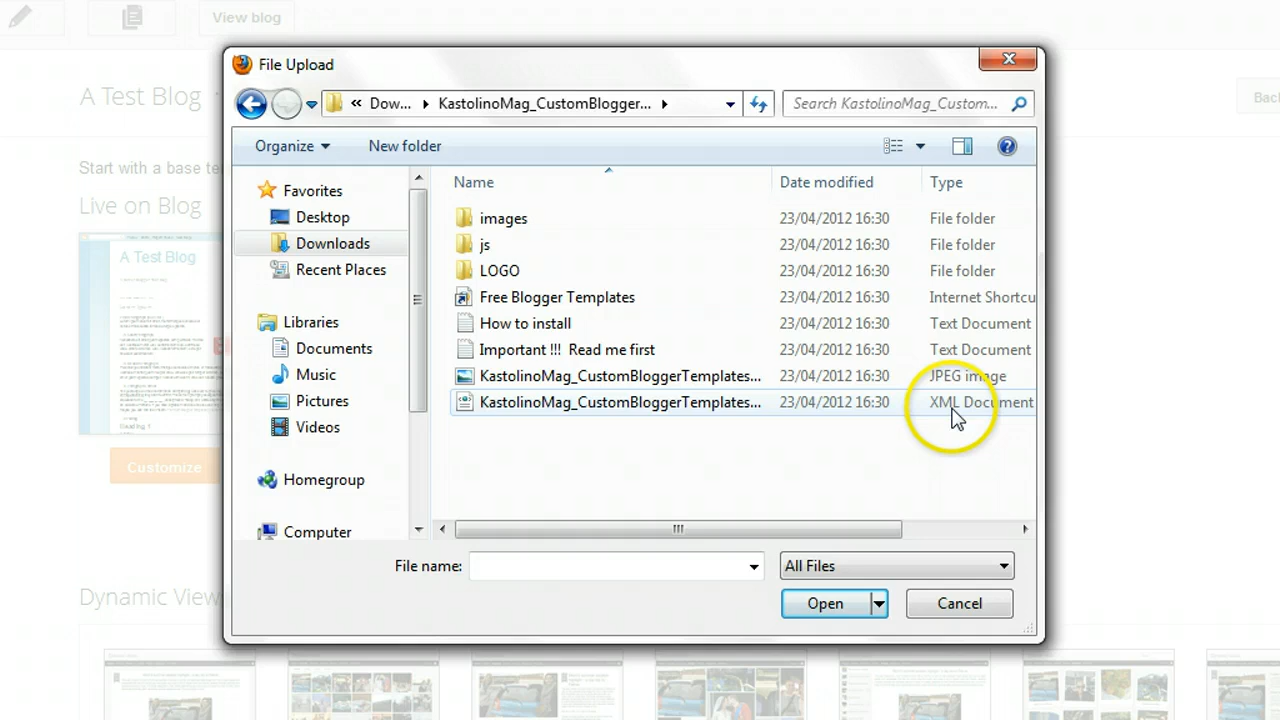 View blog
File Upload
« Dow... KastolinoMag_CustomBlogger...
Search KastolinoMag_Custom...
A Test Blog ·
Back
Organize
New folder
Start with a base te
Name
Date modified
Type
Favorites
Desktop
Downloads
Recent Places
Live on Blog
A Test Blog
Libraries
Documents
Music
Pictures
Videos
Homegroup
Computer
images 23/04/2012 16:30 File folder
js 23/04/2012 16:30 File folder
LOGO 23/04/2012 16:30 File folder
Free Blogger Templates 23/04/2012 16:30 Internet Shortcu
How to install 23/04/2012 16:30 Text Document
Important !!! Read me first 23/04/2012 16:30 Text Document
KastolinoMag_CustomBloggerTemplates... 23/04/2012 16:30 JPEG image
KastolinoMag_CustomBloggerTemplates... 23/04/2012 16:30 XML Document
Customize
File name:
All Files
Open
Cancel
Dynamic View